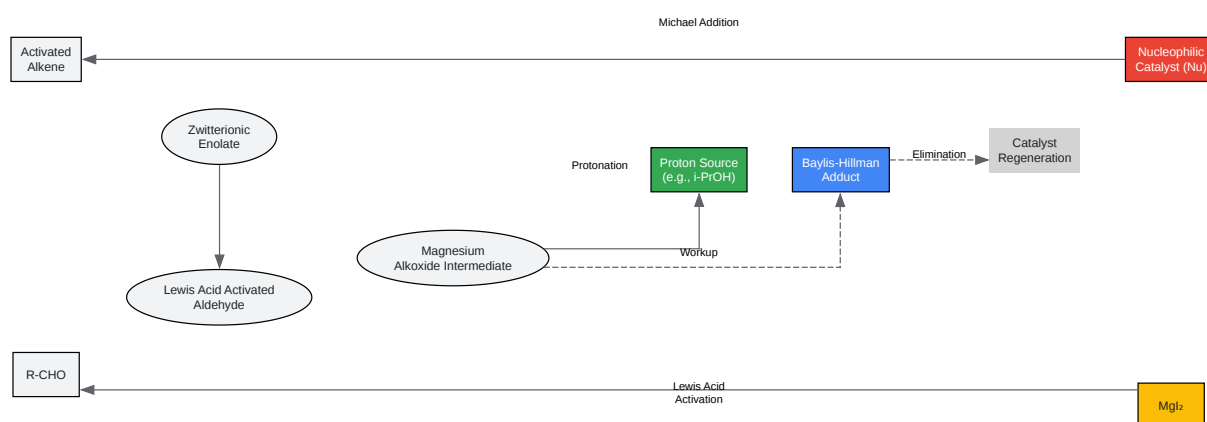 Michael Addition
Activated
Alkene
Nucleophilic
Catalyst (Nu)
Zwitterionic
Enolate
Protonation
Proton Source
(e.g., i-PrOH)
Baylis-Hillman
Adduct
Elimination
Catalyst
Regeneration
Magnesium
Alkoxide Intermediate
Workup
Lewis Acid Activated
Aldehyde
R-CHO
Lewis Acid
Activation
MgI₂